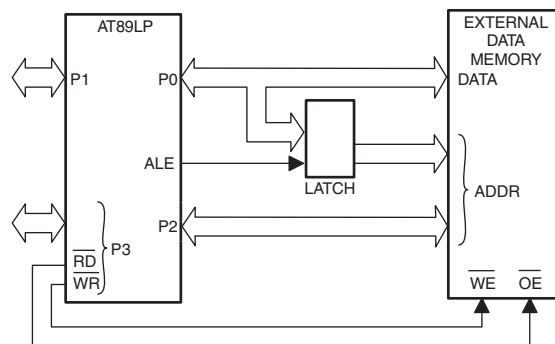 AT89LP
EXTERNAL
DATA
MEMORY
P1
P0
DATA
ALE
LATCH
ADDR
P2
P3
RD
WR
WE
OE